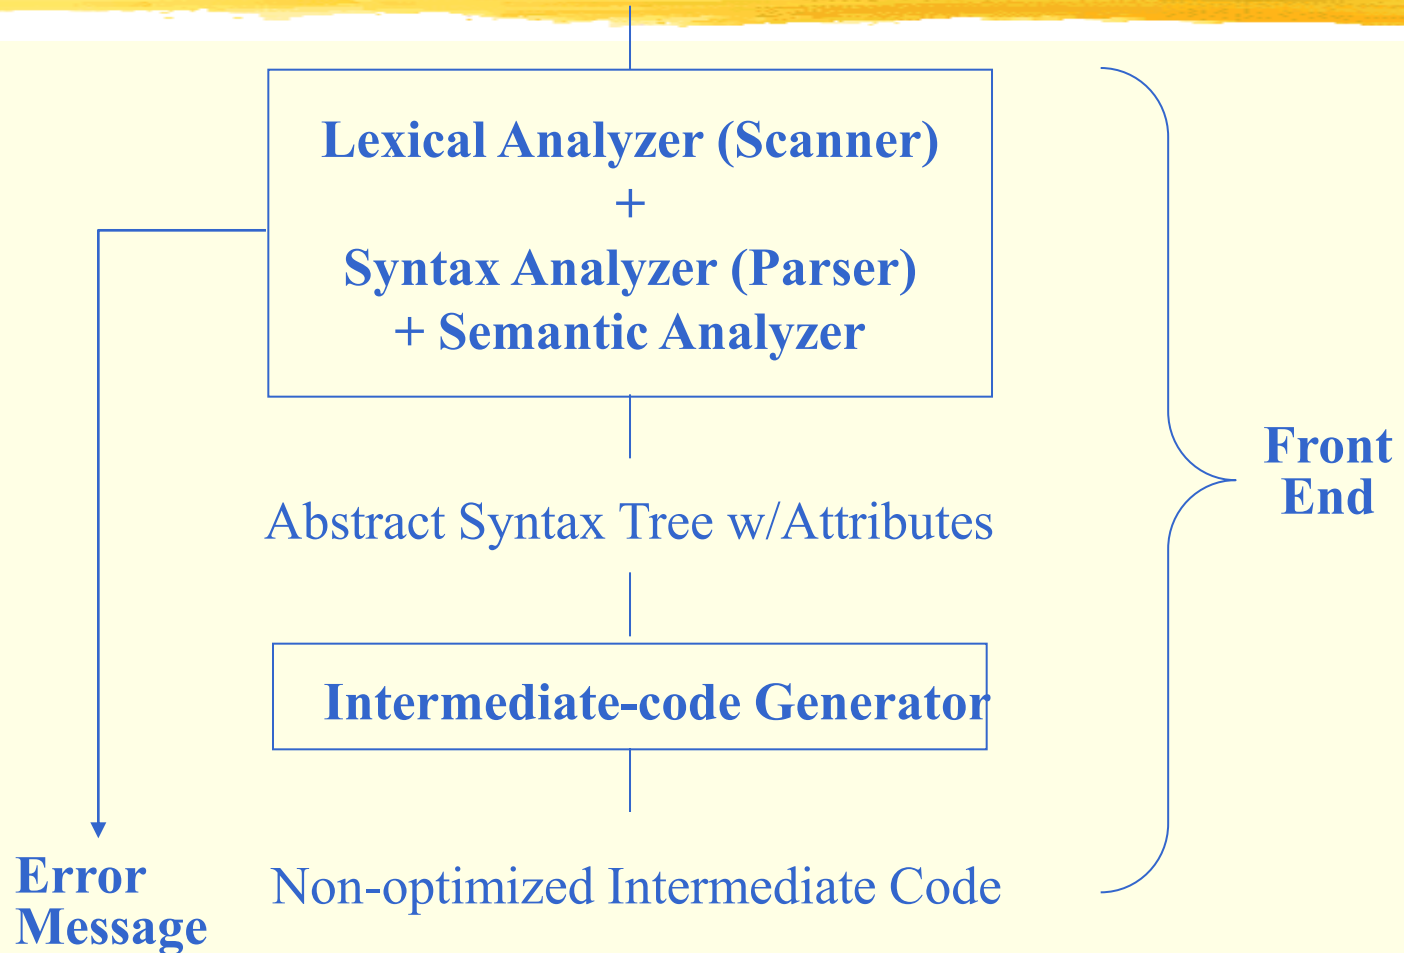 Lexical Analyzer (Scanner)
+
Syntax Analyzer (Parser)
+ Semantic Analyzer
Front
End
Abstract Syntax Tree w/Attributes
Intermediate-code Generator
Error
Message
Non-optimized Intermediate Code